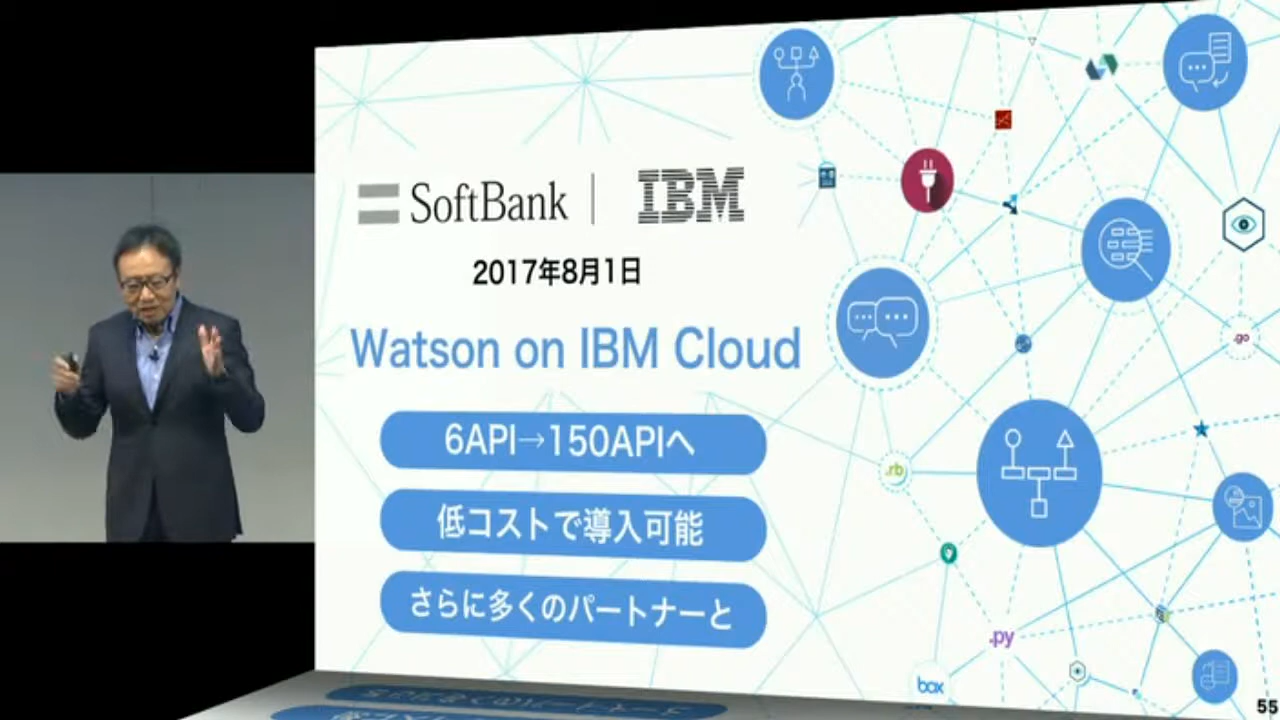 SoftBank | IBM
2017年8月1日
Watson on IBM Cloud
6API→150APIへ
低コストで導入可能
さらに多くのパートナーと
.go
.rb
.py
box
55